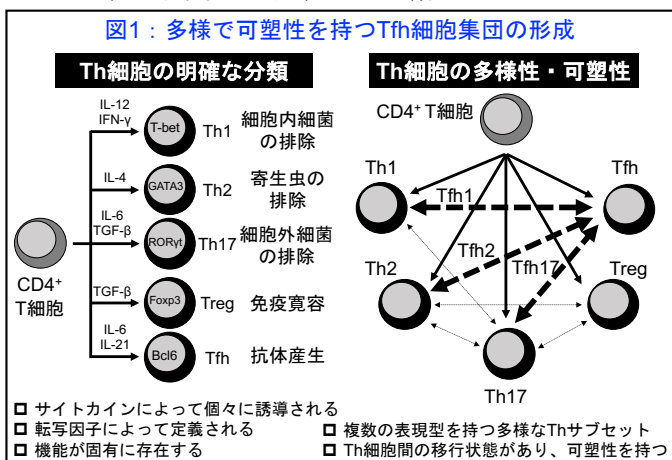 図1：多様で可塑性を持つTfh細胞集団の形成
Th細胞の明確な分類
IL-12
IFN-γ
T-bet
Th1
細胞内細菌
の排除
IL-4
GATA3
Th2
寄生虫の
排除
IL-6
TGF-β
RORγt
Th17
細胞外細菌
の排除
CD4⁺
T細胞
TGF-β
Foxp3
Treg
免疫寛容
IL-6
IL-21
Bcl6
Tfh
抗体産生
サイトカインによって個々に誘導される
転写因子によって定義される
機能が固有に存在する
Th細胞の多様性・可塑性
CD4⁺ T細胞
Th1
Tfh
Tfh1
Tfh2
Tfh17
Th2
Treg
Th17
複数の表現型を持つ多様なThサブセット
Th細胞間の移行状態があり、可塑性を持つ